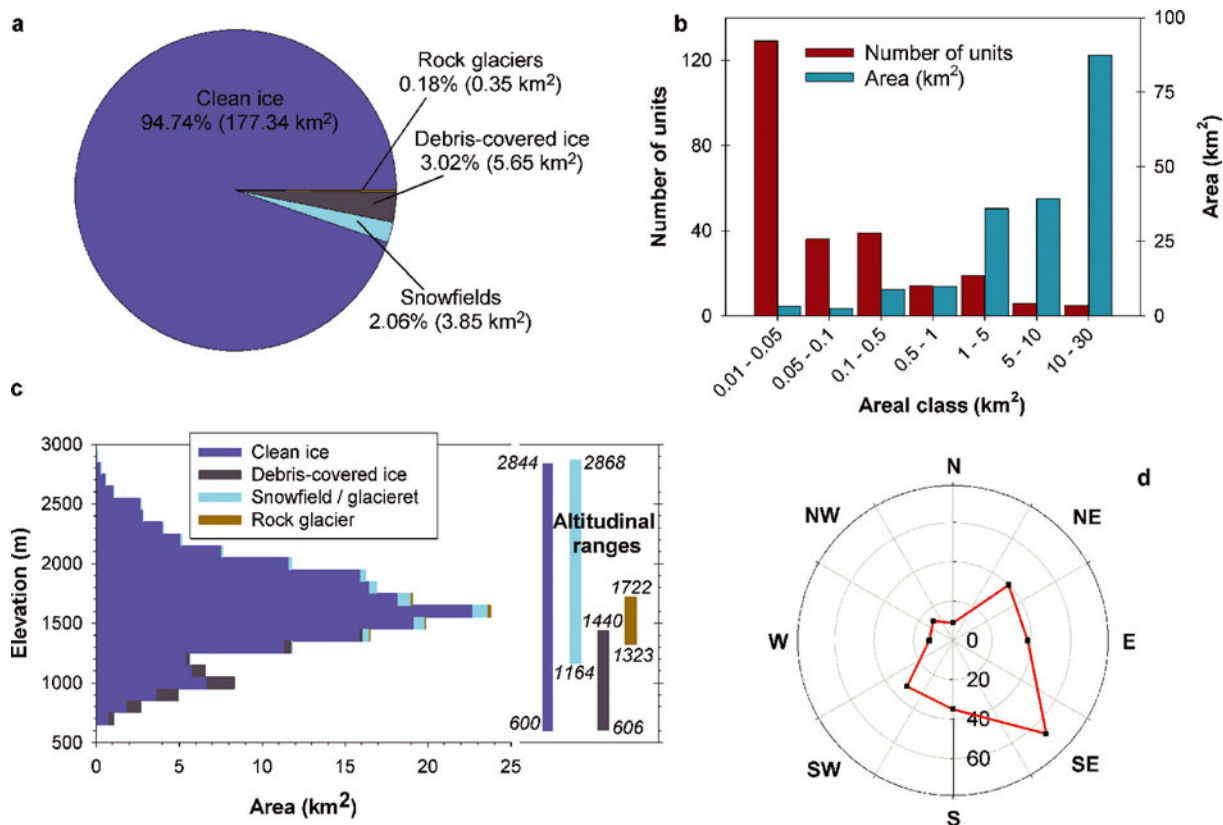 a
Clean ice
94.74% (177.34 km²)
Rock glaciers
0.18% (0.35 km²)
Debris-covered ice
3.02% (5.65 km²)
Snowfields
2.06% (3.85 km²)
b
Number of units
Area (km²)
120
80
40
0
Number of units
100
75
50
25
0
Area (km²)
0.01 - 0.05
0.05 - 0.1
0.1 - 0.5
0.5 - 1
1 - 5
5 - 10
10 - 30
Areal class (km²)
c
Clean ice
Debris-covered ice
Snowfield / glacieret
Rock glacier
3000
2500
2000
1500
1000
500
Elevation (m)
0
5
10
15
20
25
Area (km²)
2844
2868
Altitudinal
ranges
1722
1440
1323
1164
600
606
d
N
NE
E
SE
S
SW
W
NW
0
20
40
60